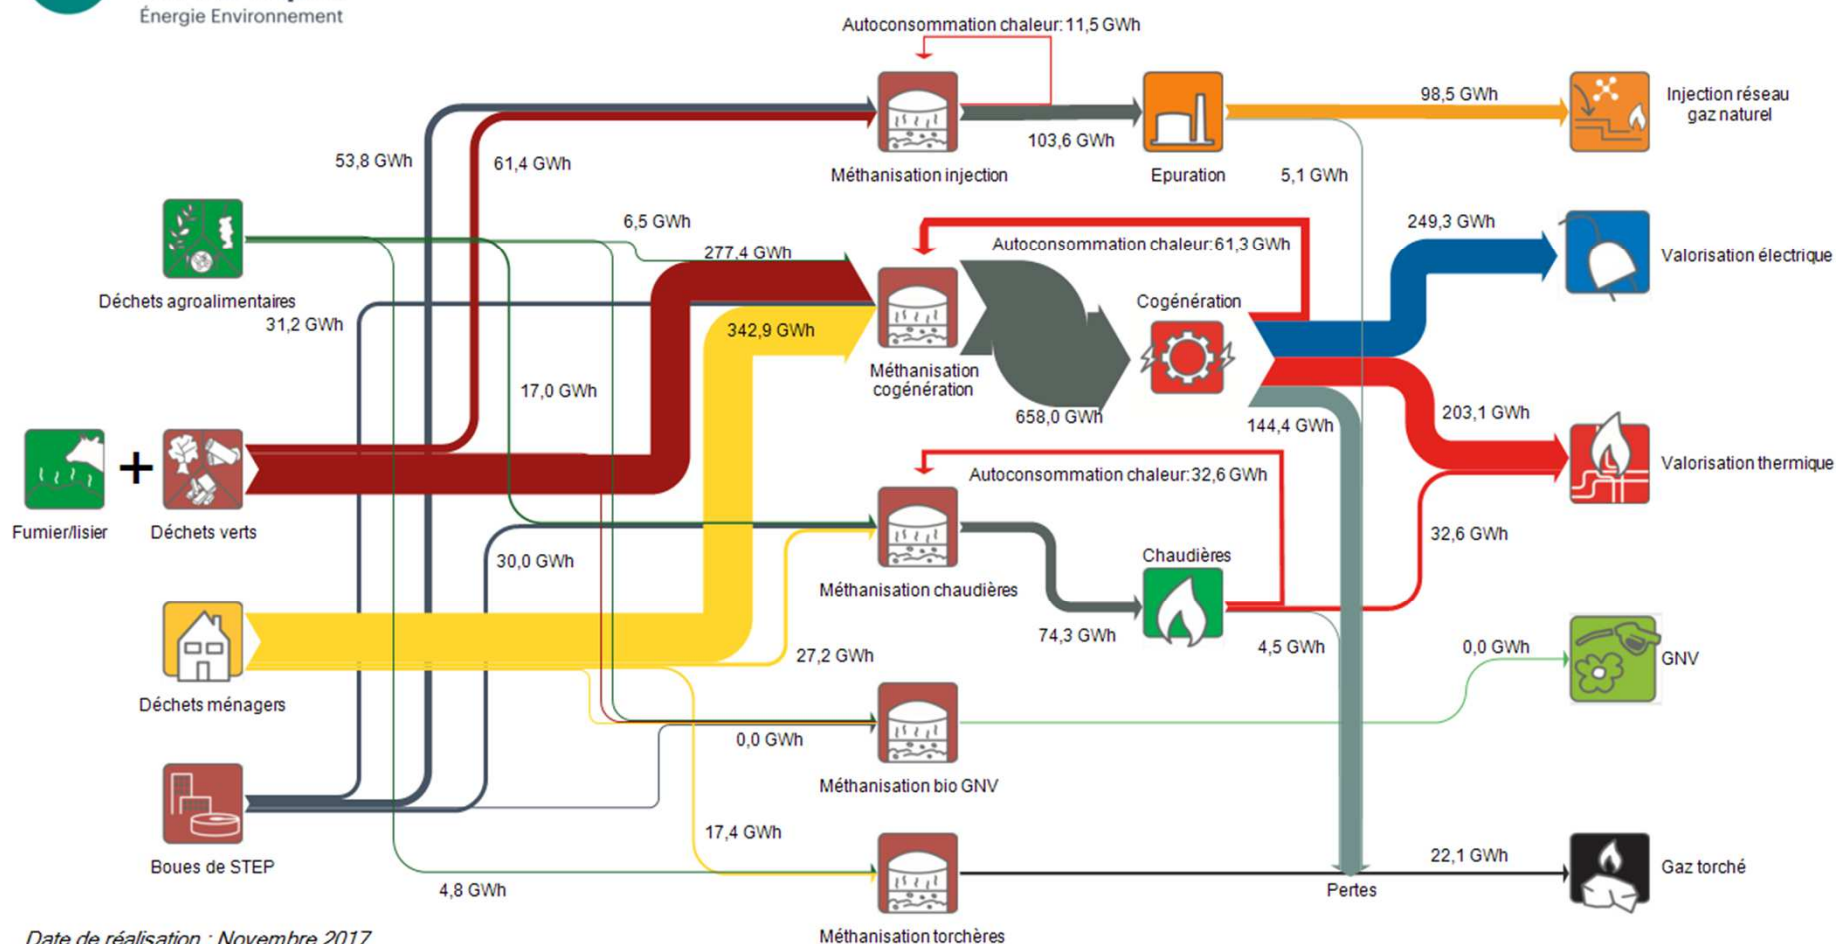 Énergie Environnement
Autoconsommation chaleur: 11,5 GWh
98,5 GWh
Injection réseau
gaz naturel
103,6 GWh
53,8 GWh
61,4 GWh
Méthanisation injection
Epuration
5,1 GWh
6,5 GWh
249,3 GWh
277,4 GWh
Autoconsommation chaleur: 61,3 GWh
Valorisation électrique
Déchets agroalimentaires
Cogénération
31,2 GWh
342,9 GWh
Méthanisation
cogénération
17,0 GWh
658,0 GWh
203,1 GWh
144,4 GWh
+
Autoconsommation chaleur: 32,6 GWh
Valorisation thermique
Fumier/lisier
Déchets verts
32,6 GWh
30,0 GWh
Chaudières
Méthanisation chaudières
74,3 GWh
4,5 GWh
0,0 GWh
27,2 GWh
GNV
Déchets ménagers
0,0 GWh
Méthanisation bio GNV
17,4 GWh
Boues de STEP
22,1 GWh
Gaz torché
4,8 GWh
Pertes
Méthanisation torchères
Date de réalisation : Novembre 2017